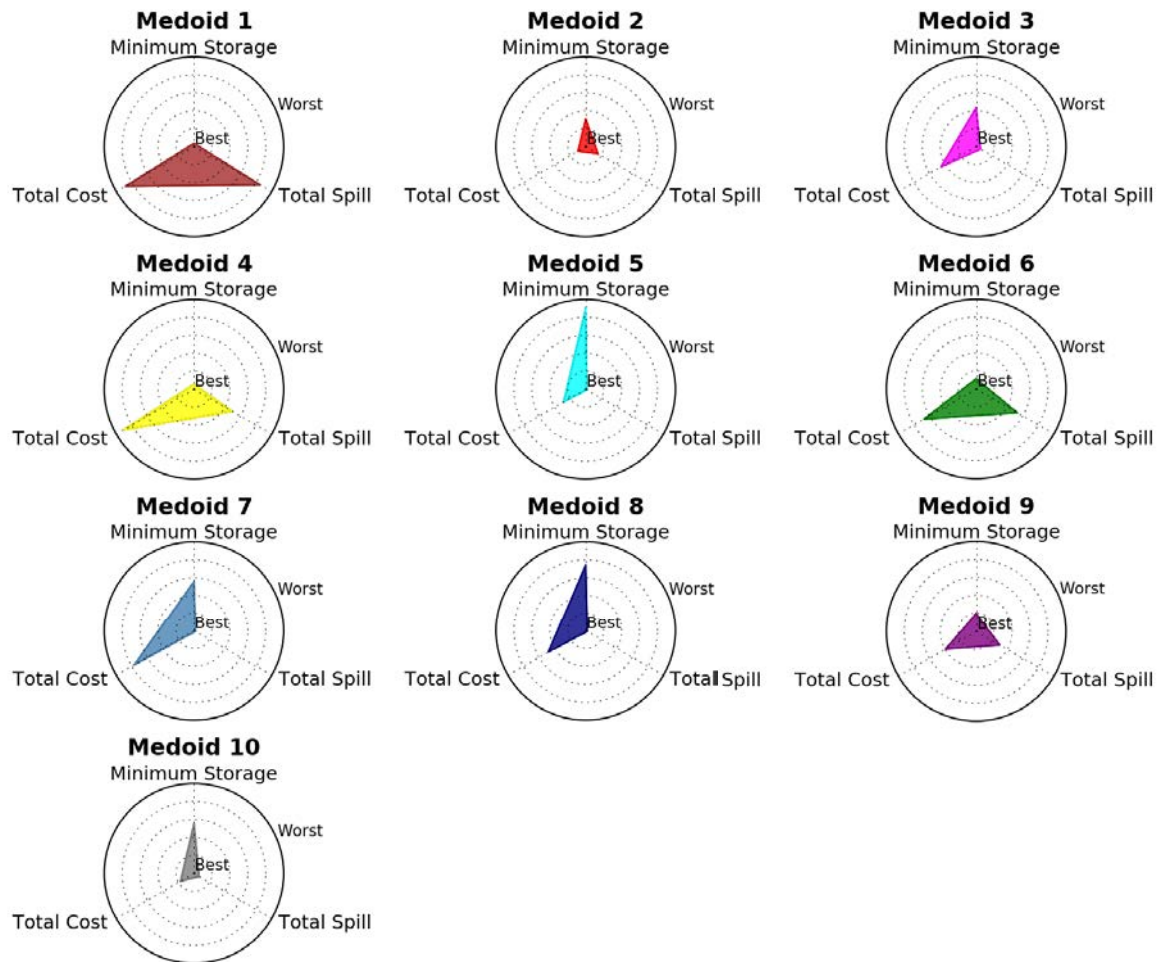 Medoid 1
Minimum Storage
Worst
Best
Total Cost
Total Spill
Medoid 2
Minimum Storage
Worst
Best
Total Cost
Total Spill
Medoid 3
Minimum Storage
Worst
Best
Total Cost
Total Spill
Medoid 4
Minimum Storage
Worst
Best
Total Cost
Total Spill
Medoid 5
Minimum Storage
Worst
Best
Total Cost
Total Spill
Medoid 6
Minimum Storage
Worst
Best
Total Cost
Total Spill
Medoid 7
Minimum Storage
Worst
Best
Total Cost
Total Spill
Medoid 8
Minimum Storage
Worst
Best
Total Cost
Total Spill
Medoid 9
Minimum Storage
Worst
Best
Total Cost
Total Spill
Medoid 10
Minimum Storage
Worst
Best
Total Cost
Total Spill